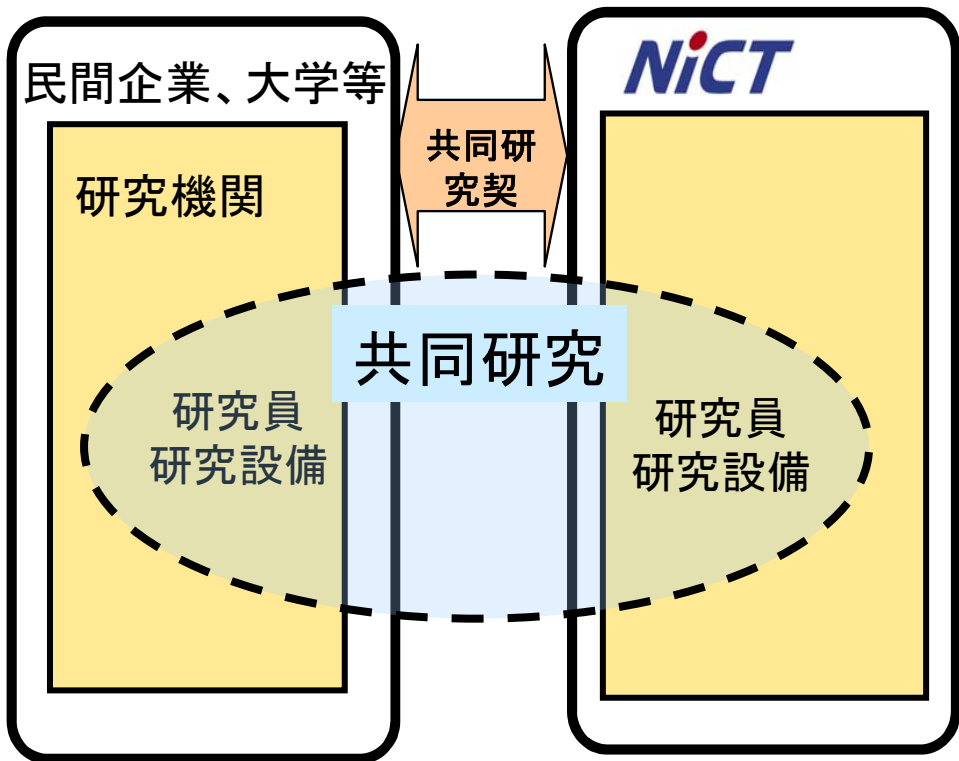 民間企業、大学等
NiCT
共同研
究契
研究機関
共同研究
研究員
研究設備
研究員
研究設備